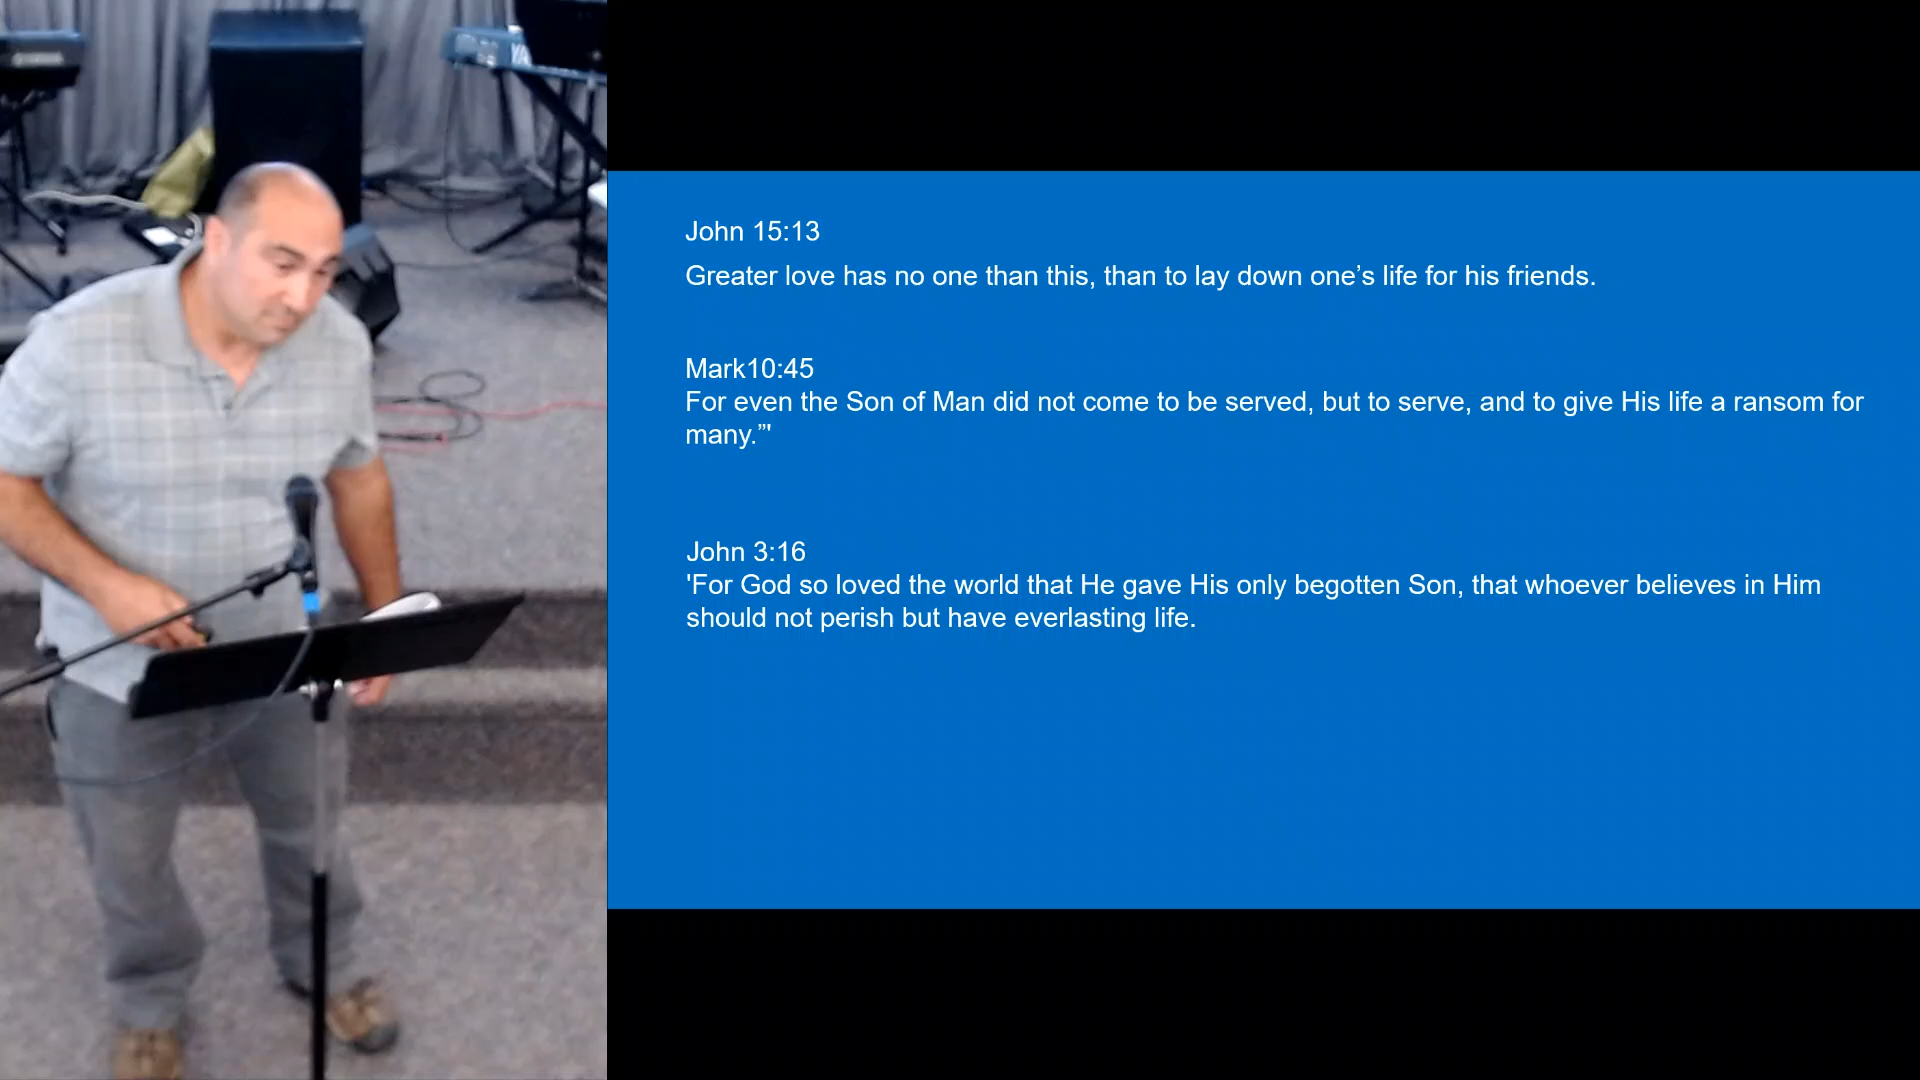 John 15:13
Greater love has no one than this, than to lay down one’s life for his friends.
Mark10:45
For even the Son of Man did not come to be served, but to serve, and to give His life a ransom for
many.”'
John 3:16
'For God so loved the world that He gave His only begotten Son, that whoever believes in Him
should not perish but have everlasting life.